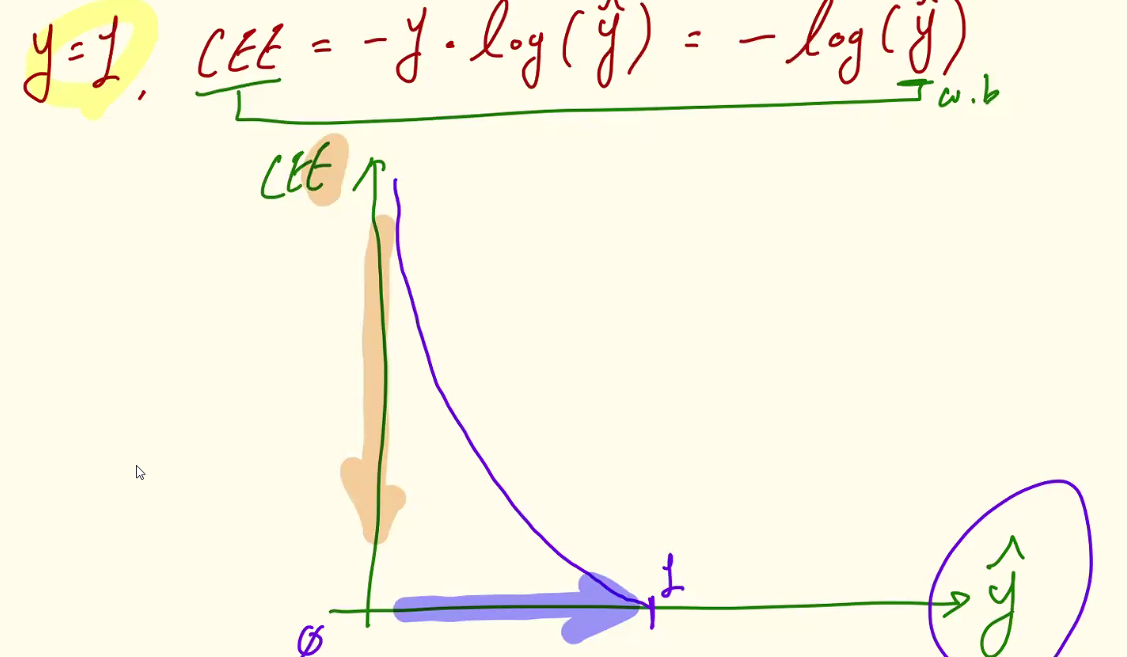 y = 1, CEE = - y · log(ŷ) = - log(ŷ)
w.b
CEE
1
0
ŷ